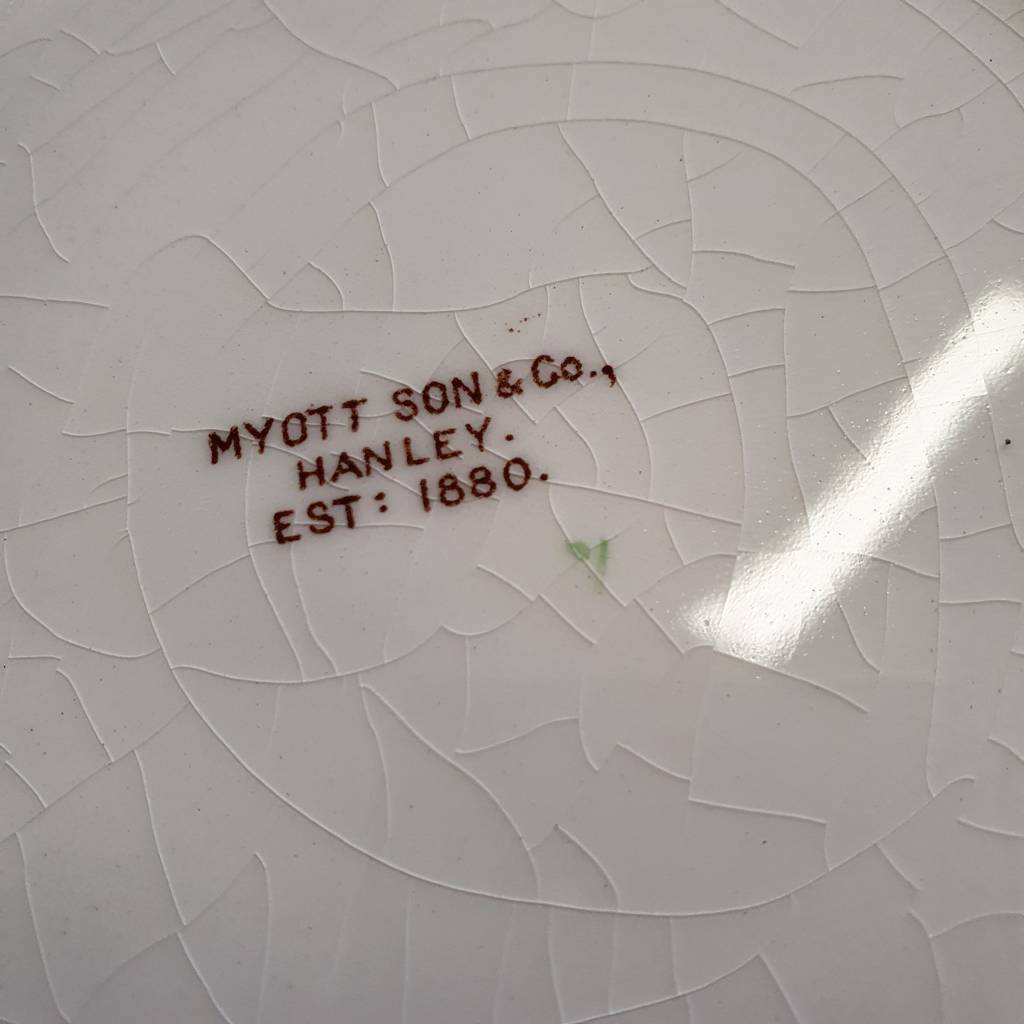 MYOTT SON & Co.,
HANLEY.
EST: 1880.